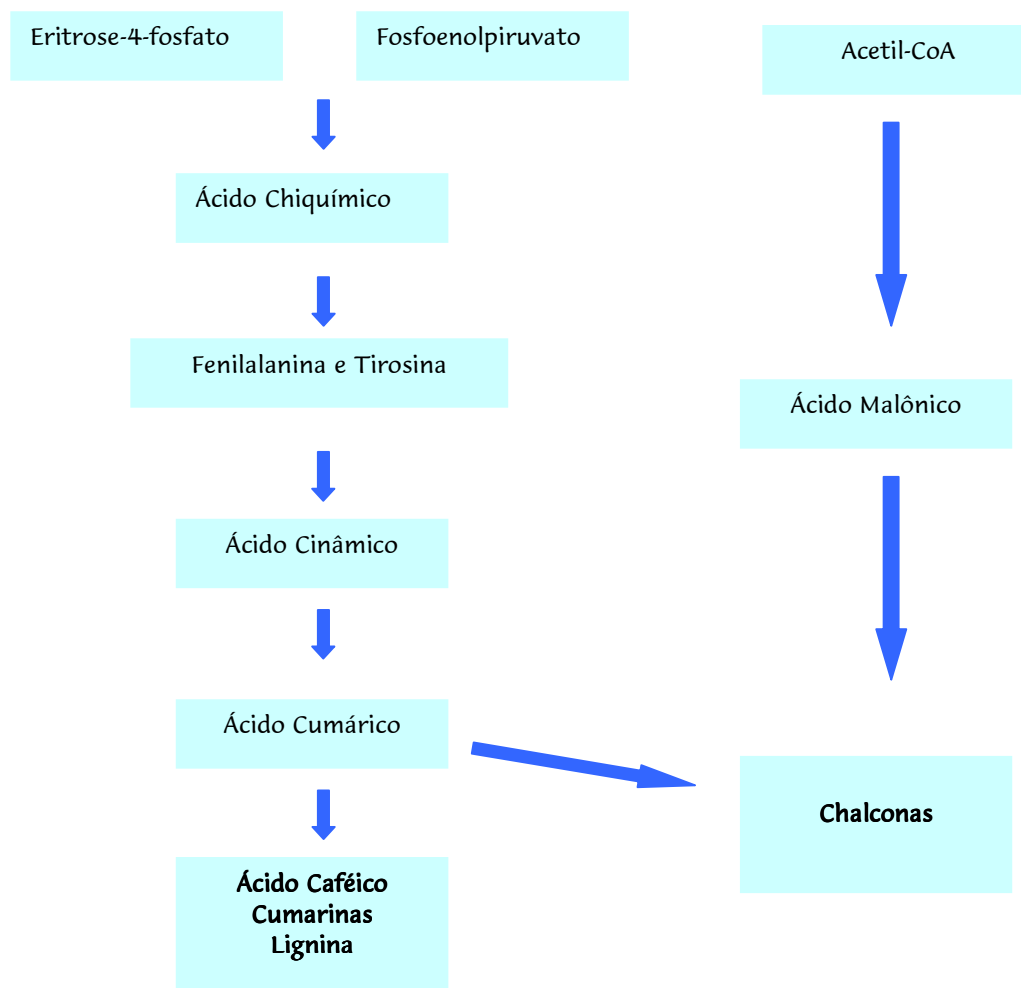 Eritrose-4-fosfato
Fosfoenolpiruvato
Acetil-CoA
Ácido Chiquímico
Fenilalanina e Tirosina
Ácido Malônico
Ácido Cinâmico
Ácido Cumárico
Chalconas
Ácido Caféico
Cumarinas
Lignina